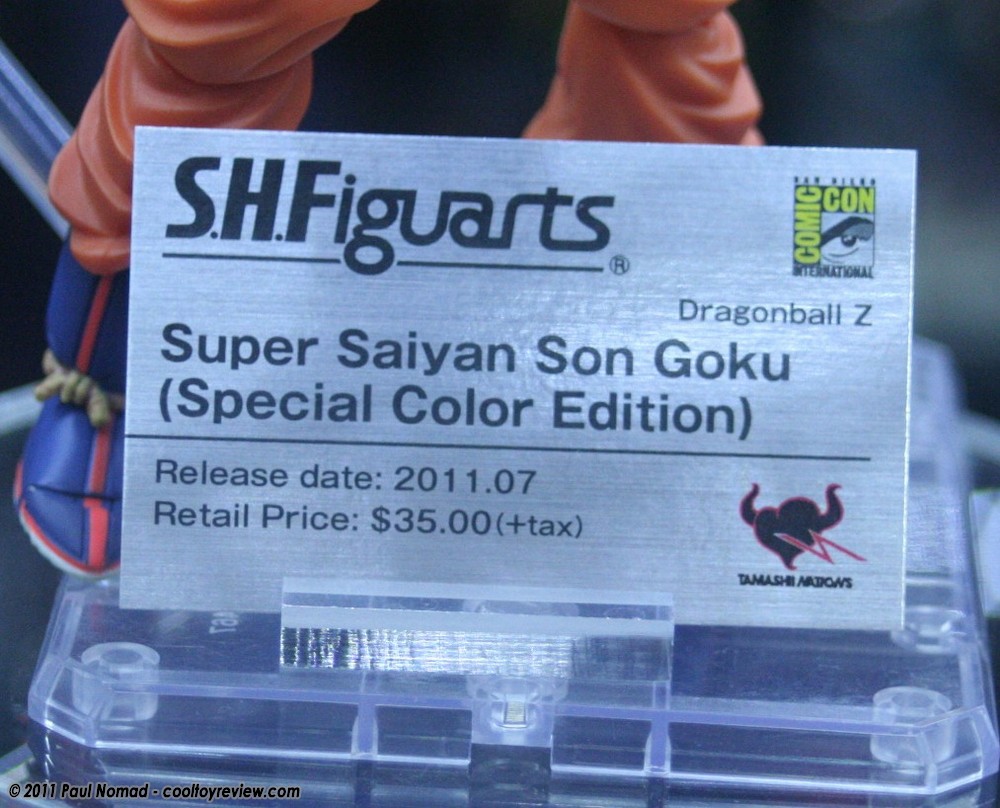 S.H.Figuarts®
SAN DIEGO
COMIC CON
INTERNATIONAL
Dragonball Z
Super Saiyan Son Goku
(Special Color Edition)
Release date: 2011.07
Retail Price: $35.00(+tax)
TAMASHII NATIONS
© 2011 Paul Nomad - cooltoyreview.com